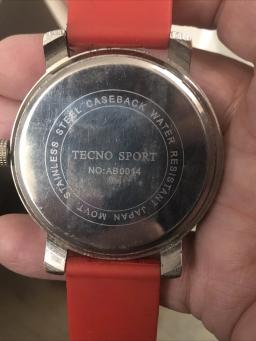 STAINLESS STEEL CASEBACK WATER RESISTANT JAPAN MOVT
TECNO SPORT
NO:AB0014